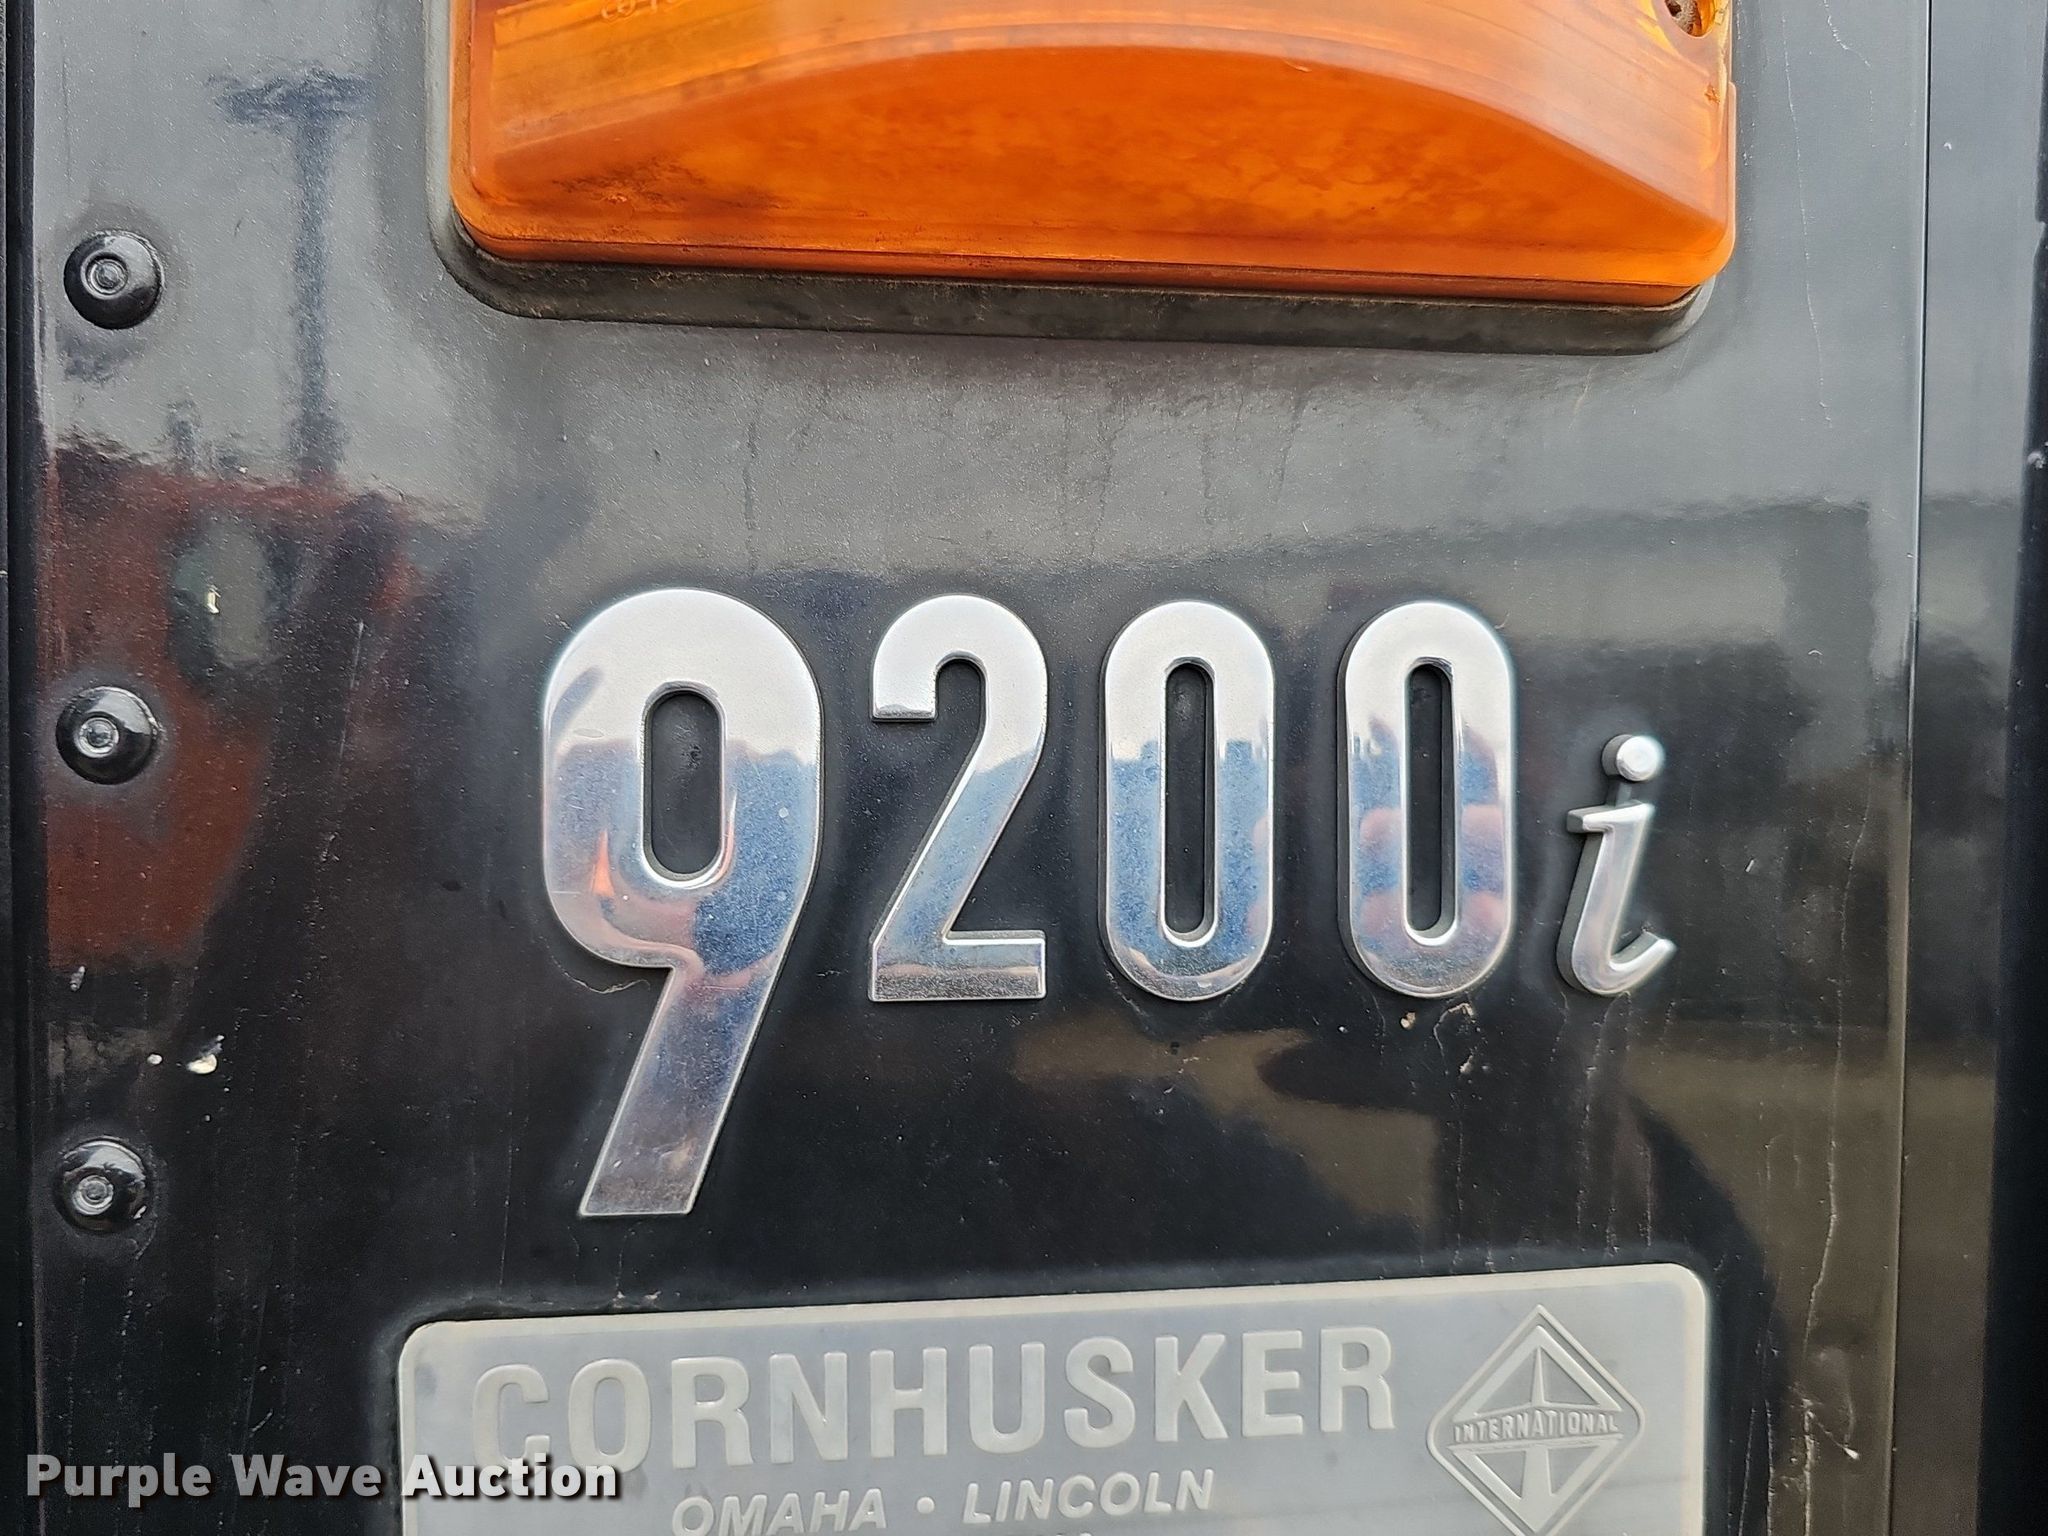 9200i
CORNHUSKER
INTERNATIONAL
OMAHA • LINCOLN
Purple Wave Auction